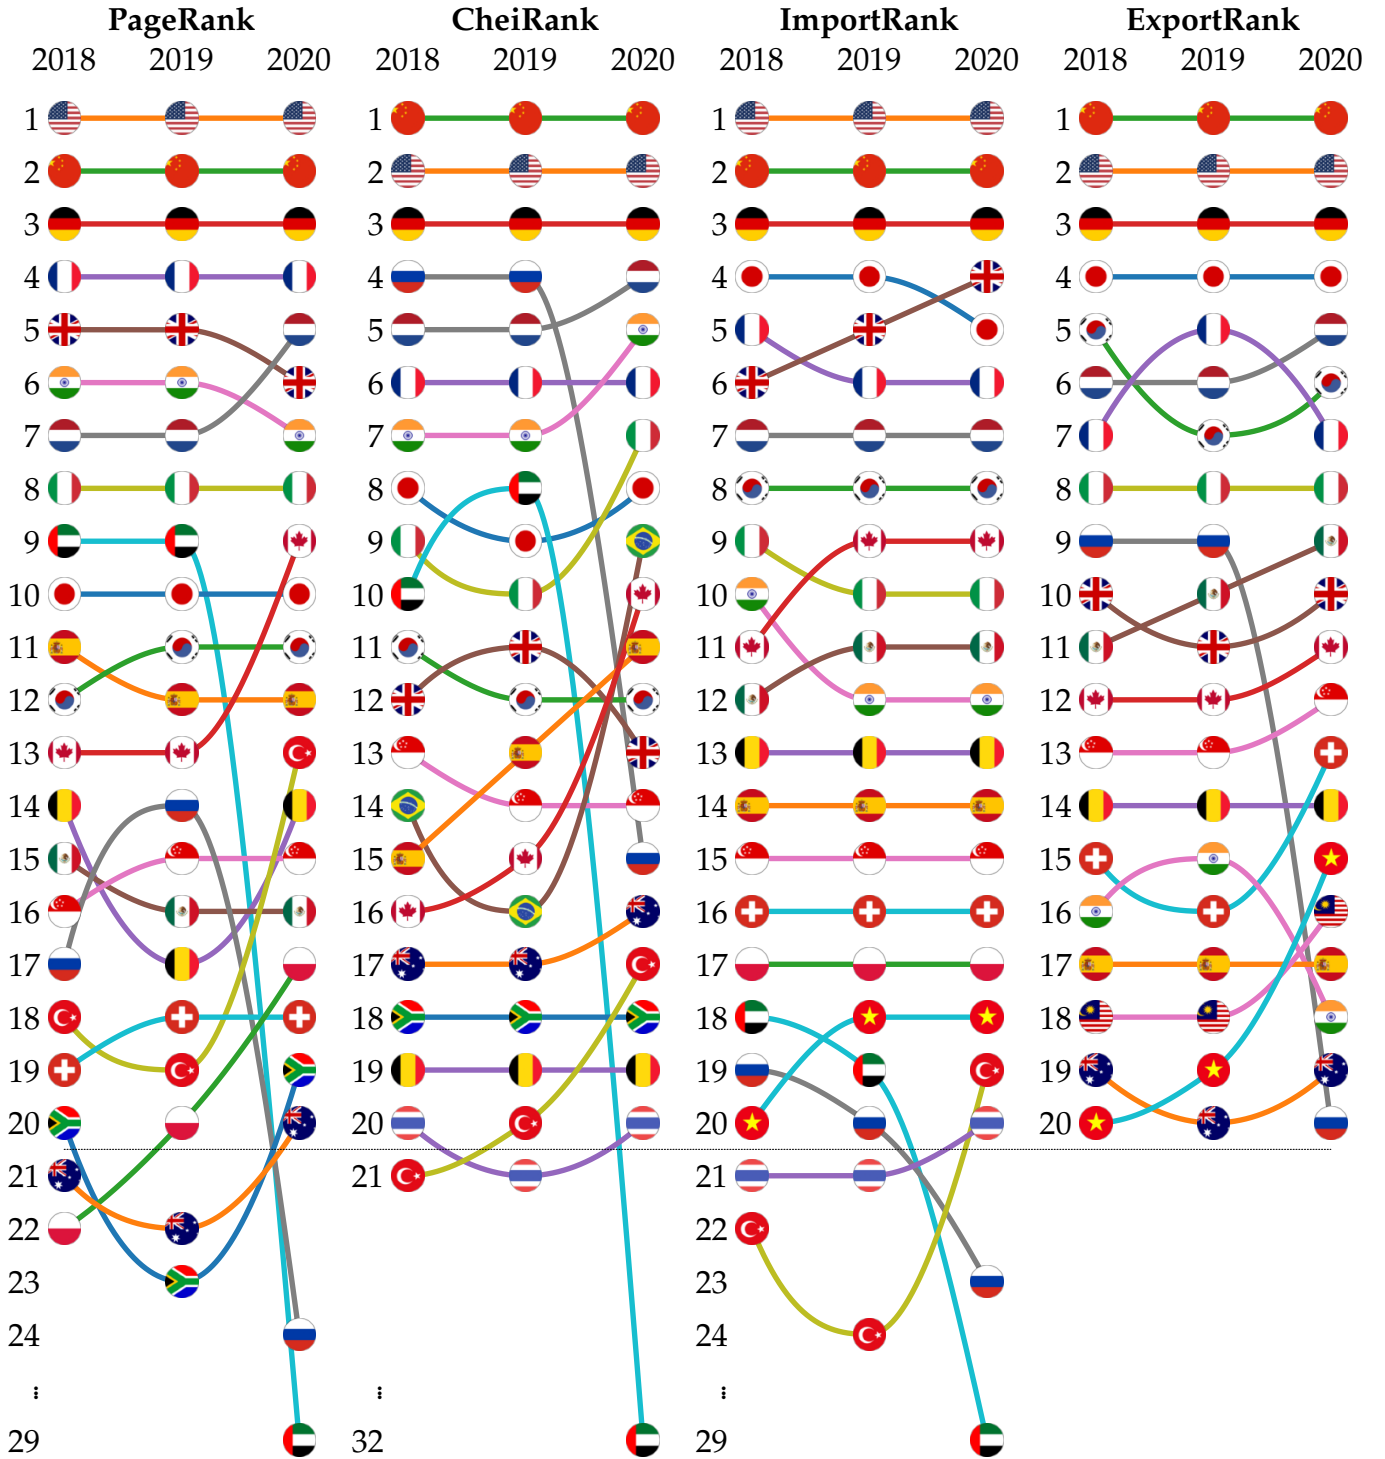 PageRank CheiRank ImportRank ExportRank
2018 2019 2020 2018 2019 2020 2018 2019 2020 2018 2019 2020
1 1 1 1
2 2 2 2
3 3 3 3
4 4 4 4
5 5 5 5
6 6 6 6
7 7 7 7
8 8 8 8
9 9 9 9
10 10 10 10
11 11 11 11
12 12 12 12
13 13 13 13
14 14 14 14
15 15 15 15
16 16 16 16
17 17 17 17
18 18 18 18
19 19 19 19
20 20 20 20
21 21 21
22 22
23 23
24 24
⋮ ⋮ ⋮
29 32 29